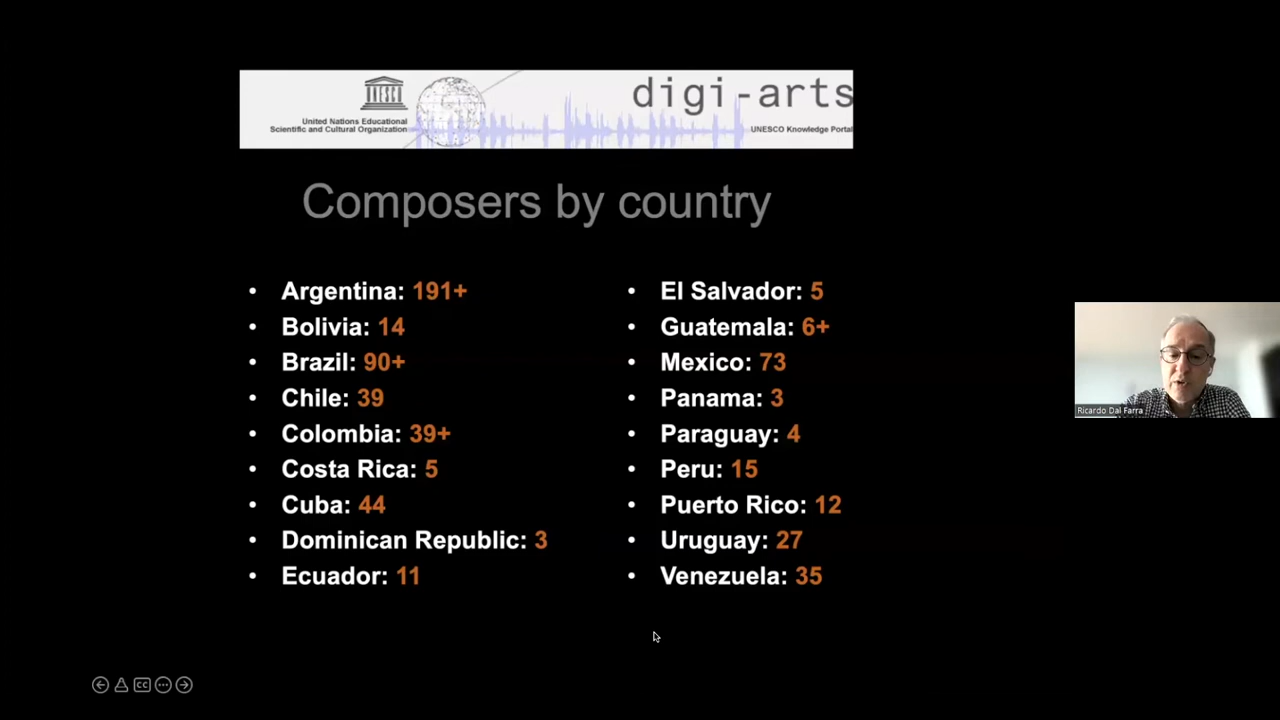 United Nations Educational
Scientific and Cultural Organization
digi-arts
UNESCO Knowledge Portal
Composers by country
• Argentina: 191+
• Bolivia: 14
• Brazil: 90+
• Chile: 39
• Colombia: 39+
• Costa Rica: 5
• Cuba: 44
• Dominican Republic: 3
• Ecuador: 11
• El Salvador: 5
• Guatemala: 6+
• Mexico: 73
• Panama: 3
• Paraguay: 4
• Peru: 15
• Puerto Rico: 12
• Uruguay: 27
• Venezuela: 35
Ricardo Dal Farra
CC